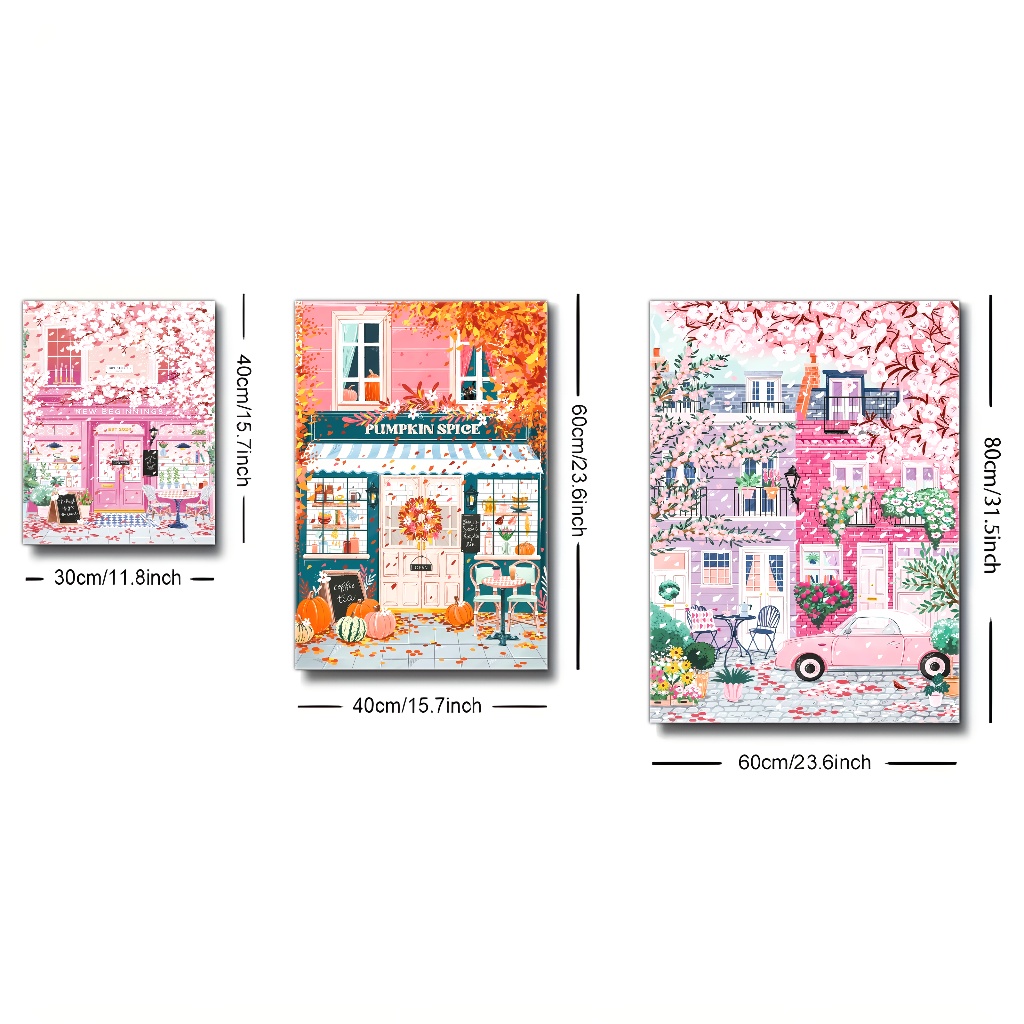 NEW BEGINNINGS
40cm/15.7inch
30cm/11.8inch
PUMPKIN SPICE
OPEN
Coffee
tea
60cm/23.6inch
40cm/15.7inch
80cm/31.5inch
60cm/23.6inch